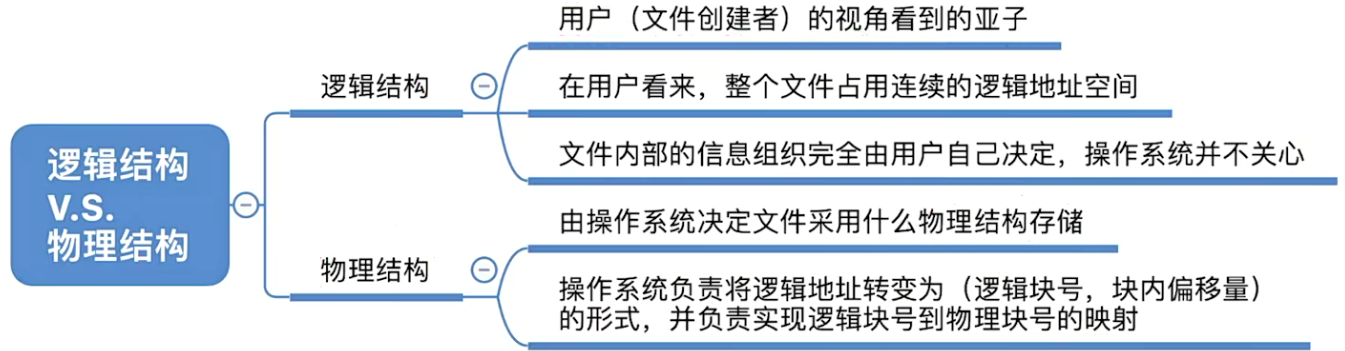 逻辑结构
V.S.
物理结构
逻辑结构
用户（文件创建者）的视角看到的亚子
在用户看来，整个文件占用连续的逻辑地址空间
文件内部的信息组织完全由用户自己决定，操作系统并不关心
物理结构
由操作系统决定文件采用什么物理结构存储
操作系统负责将逻辑地址转变为（逻辑块号，块内偏移量）
的形式，并负责实现逻辑块号到物理块号的映射